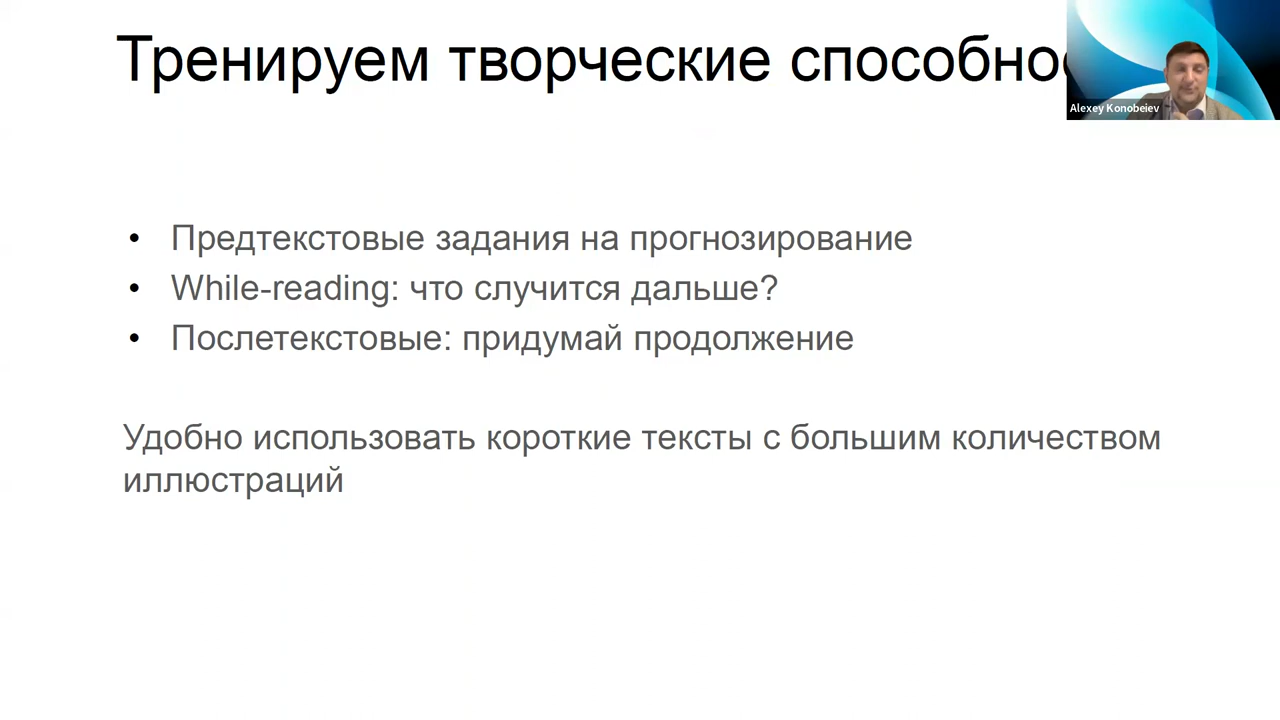 Тренируем творческие способнос
Alexey Konobeiev
• Предтекстовые задания на прогнозирование
• While-reading: что случится дальше?
• Послетекстовые: придумай продолжение
Удобно использовать короткие тексты с большим количеством
иллюстраций